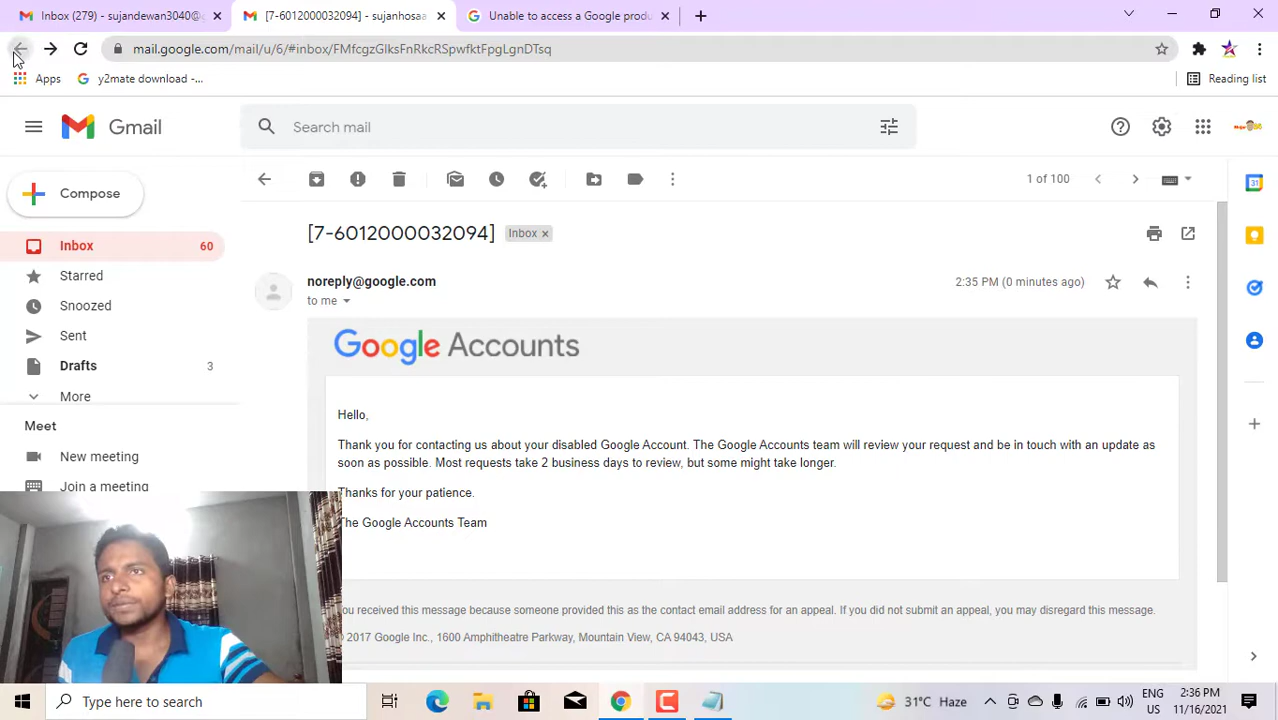 Inbox (279) - sujandewan3040@g
[7-6012000032094] - sujanhosaa
Unable to access a Google produ
mail.google.com/mail/u/6/#inbox/FMfcgzGlksFnRkcRSpwfktFpgLgnDTsq
Apps
y2mate download -...
Reading list
Gmail
Search mail
Compose
1 of 100
Inbox 60
Starred
Snoozed
Sent
Drafts 3
More
Meet
New meeting
Join a meeting
[7-6012000032094] Inbox x
noreply@google.com
2:35 PM (0 minutes ago)
to me
Google Accounts
Hello,
Thank you for contacting us about your disabled Google Account. The Google Accounts team will review your request and be in touch with an update as
soon as possible. Most requests take 2 business days to review, but some might take longer.
Thanks for your patience.
The Google Accounts Team
ou received this message because someone provided this as the contact email address for an appeal. If you did not submit an appeal, you may disregard this message.
2017 Google Inc., 1600 Amphitheatre Parkway, Mountain View, CA 94043, USA
Type here to search
31°C Haze
ENG
US
2:36 PM
11/16/2021